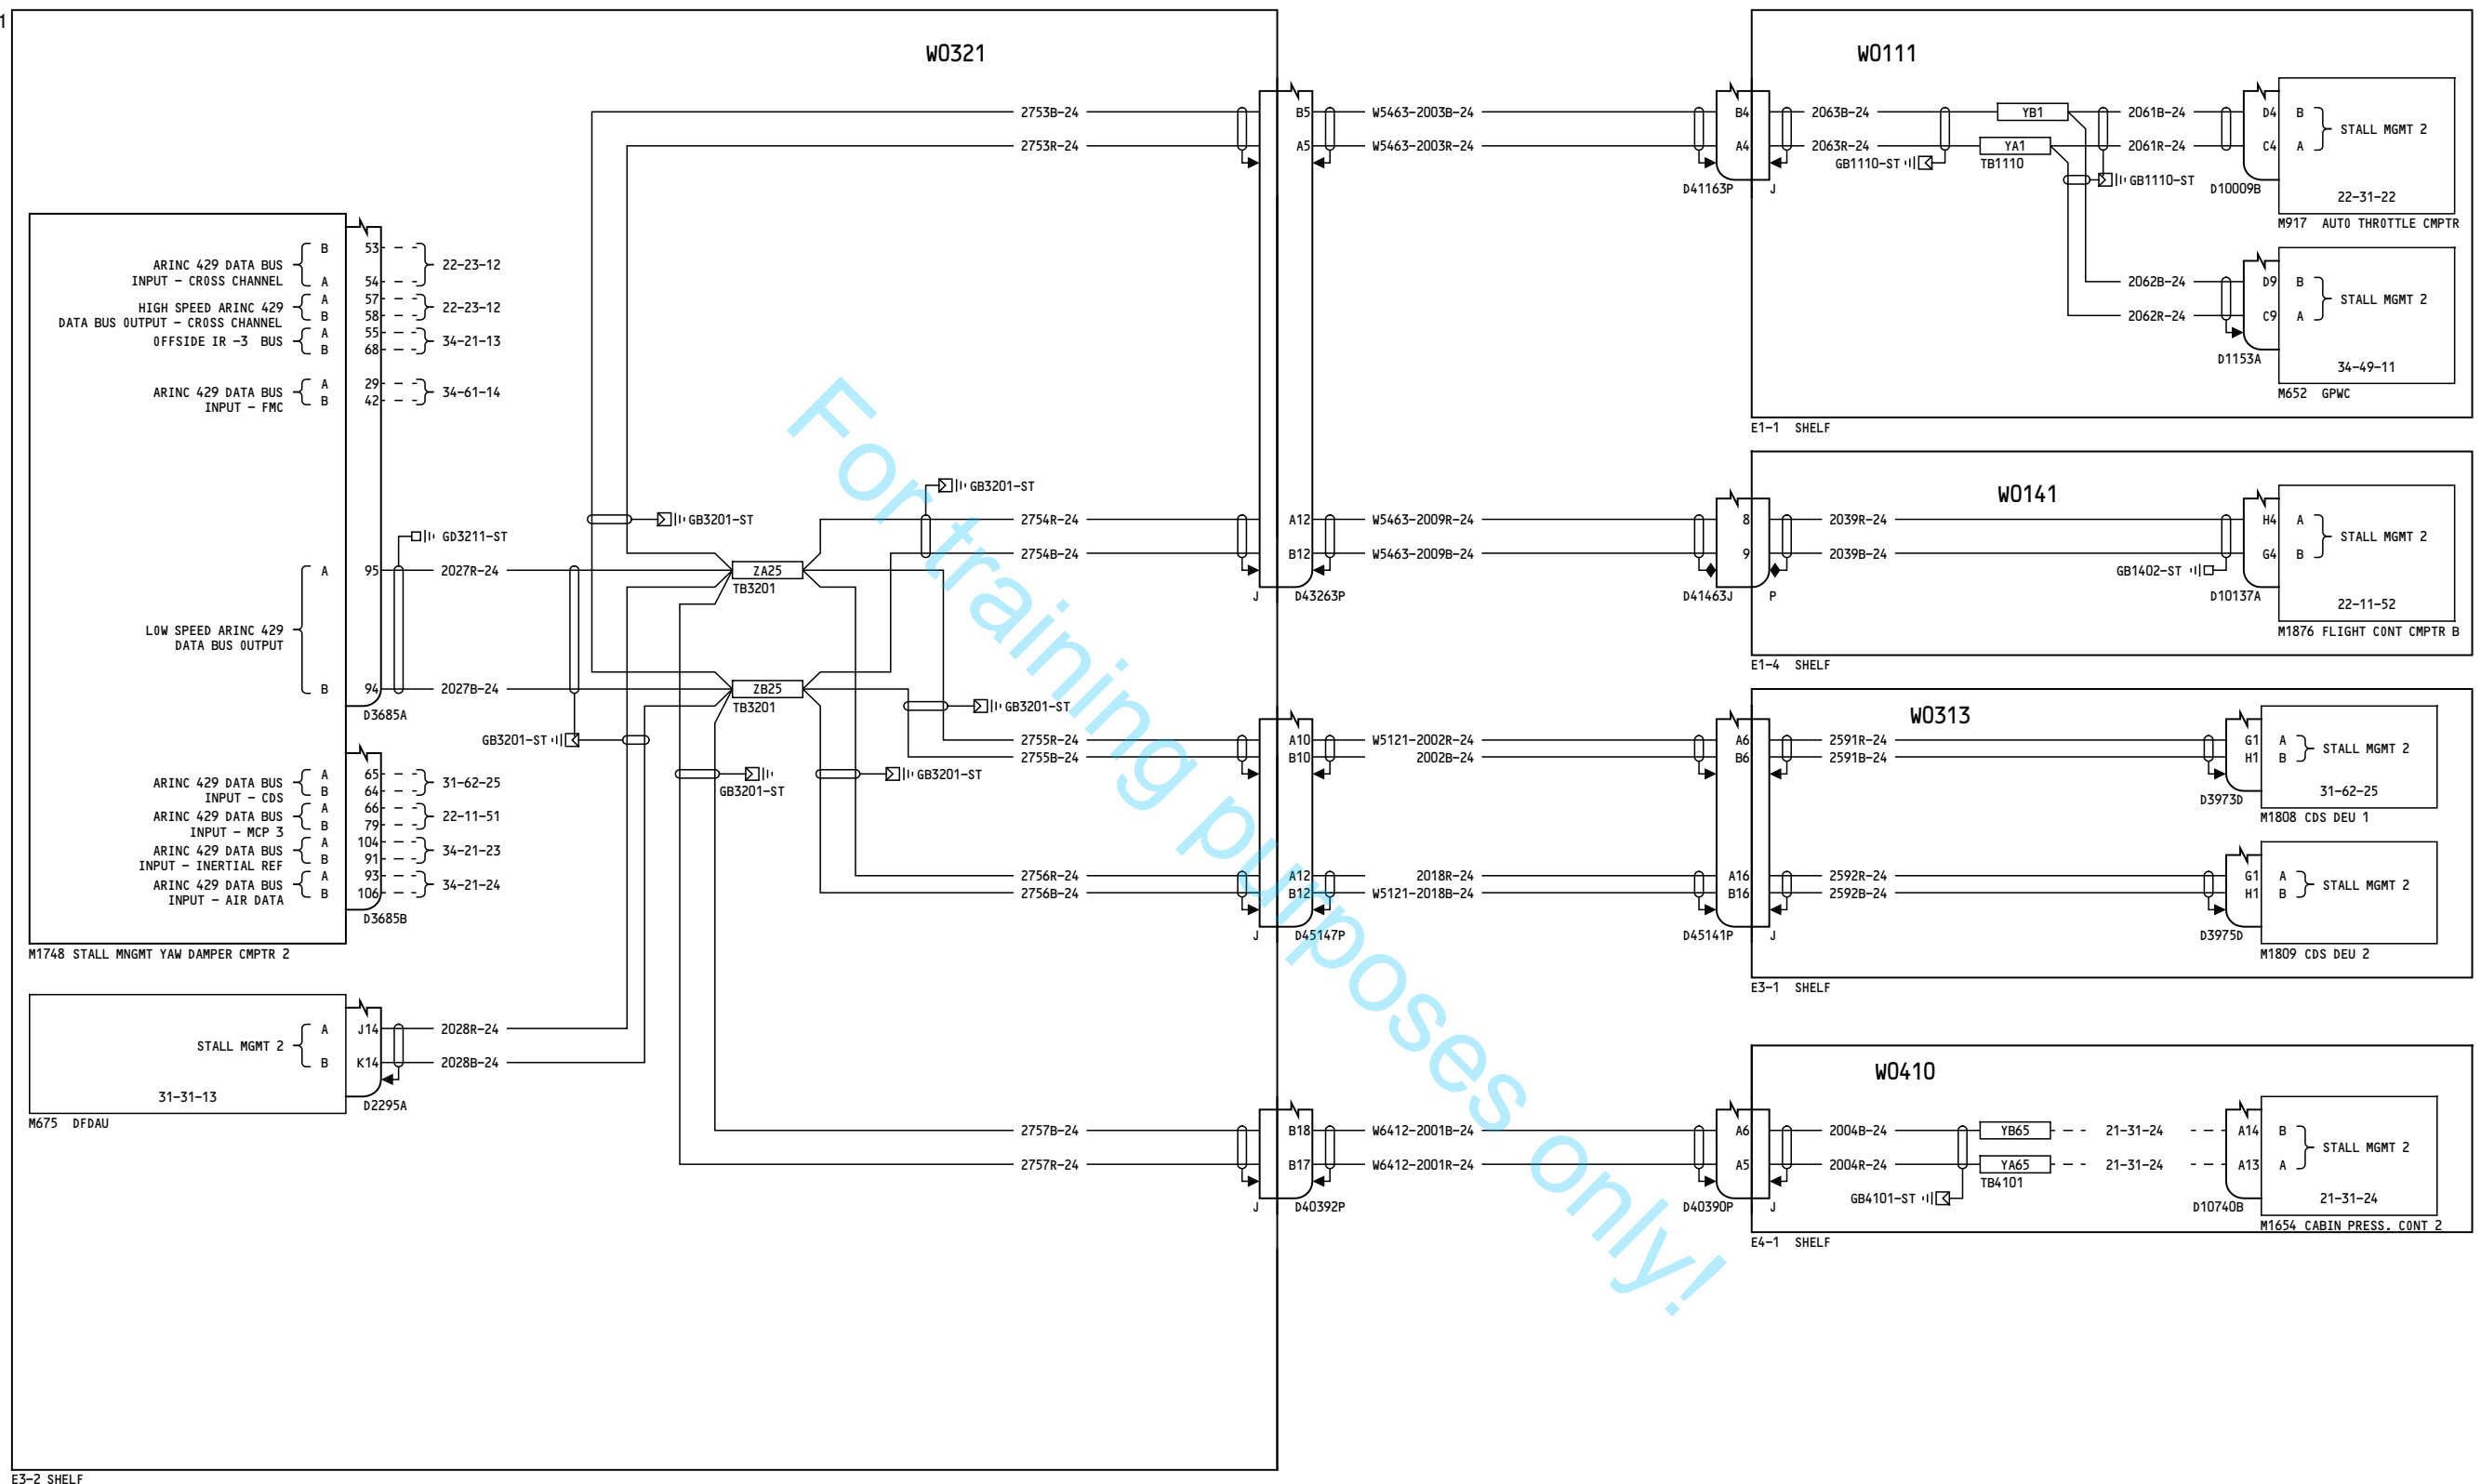 1
W0321
2753B-24
2753R-24
B5
A5
W5463-2003B-24
W5463-2003R-24
B4
A4
D41163P
J
W0111
2063B-24
2063R-24
YB1
YA1
TB1110
GB1110-ST
GB1110-ST
2061B-24
2061R-24
D4
C4
D10009B
B
A
STALL MGMT 2
22-31-22
M917 AUTO THROTTLE CMPTR
2062B-24
2062R-24
D9
C9
D1153A
B
A
STALL MGMT 2
34-49-11
M652 GPWC
E1-1 SHELF
ARINC 429 DATA BUS
INPUT - CROSS CHANNEL
B
A
53
54
22-23-12
HIGH SPEED ARINC 429
DATA BUS OUTPUT - CROSS CHANNEL
A
B
57
58
22-23-12
OFFSIDE IR -3 BUS
A
B
55
68
34-21-13
ARINC 429 DATA BUS
INPUT - FMC
A
B
29
42
34-61-14
GD3211-ST
LOW SPEED ARINC 429
DATA BUS OUTPUT
A
B
95
94
2027R-24
2027B-24
D3685A
GB3201-ST
GB3201-ST
GB3201-ST
ZA25
TB3201
ZB25
TB3201
GB3201-ST
GB3201-ST
GB3201-ST
2754R-24
2754B-24
A12
B12
J
D43263P
W5463-2009R-24
W5463-2009B-24
8
9
D41463J
P
W0141
2039R-24
2039B-24
GB1402-ST
H4
G4
D10137A
A
B
STALL MGMT 2
22-11-52
M1876 FLIGHT CONT CMPTR B
E1-4 SHELF
ARINC 429 DATA BUS
INPUT - CDS
A
B
65
64
31-62-25
ARINC 429 DATA BUS
INPUT - MCP 3
A
B
66
79
22-11-51
ARINC 429 DATA BUS
INPUT - INERTIAL REF
A
B
104
91
34-21-23
ARINC 429 DATA BUS
INPUT - AIR DATA
A
B
93
106
34-21-24
D3685B
M1748 STALL MNGMT YAW DAMPER CMPTR 2
2755R-24
2755B-24
A10
B10
W5121-2002R-24
2002B-24
A6
B6
2756R-24
2756B-24
A12
B12
J
D45147P
2018R-24
W5121-2018B-24
A16
B16
D45141P
J
W0313
2591R-24
2591B-24
G1
H1
D3973D
A
B
STALL MGMT 2
31-62-25
M1808 CDS DEU 1
2592R-24
2592B-24
G1
H1
D3975D
A
B
STALL MGMT 2
M1809 CDS DEU 2
E3-1 SHELF
STALL MGMT 2
A
B
J14
K14
2028R-24
2028B-24
31-31-13
D2295A
M675 DFDAU
2757B-24
2757R-24
B18
B17
J
D40392P
W6412-2001B-24
W6412-2001R-24
A6
A5
D40390P
J
W0410
2004B-24
2004R-24
YB65
YA65
TB4101
GB4101-ST
21-31-24
21-31-24
A14
A13
D10740B
B
A
STALL MGMT 2
21-31-24
M1654 CABIN PRESS. CONT 2
E4-1 SHELF
E3-2 SHELF
For training purposes only!